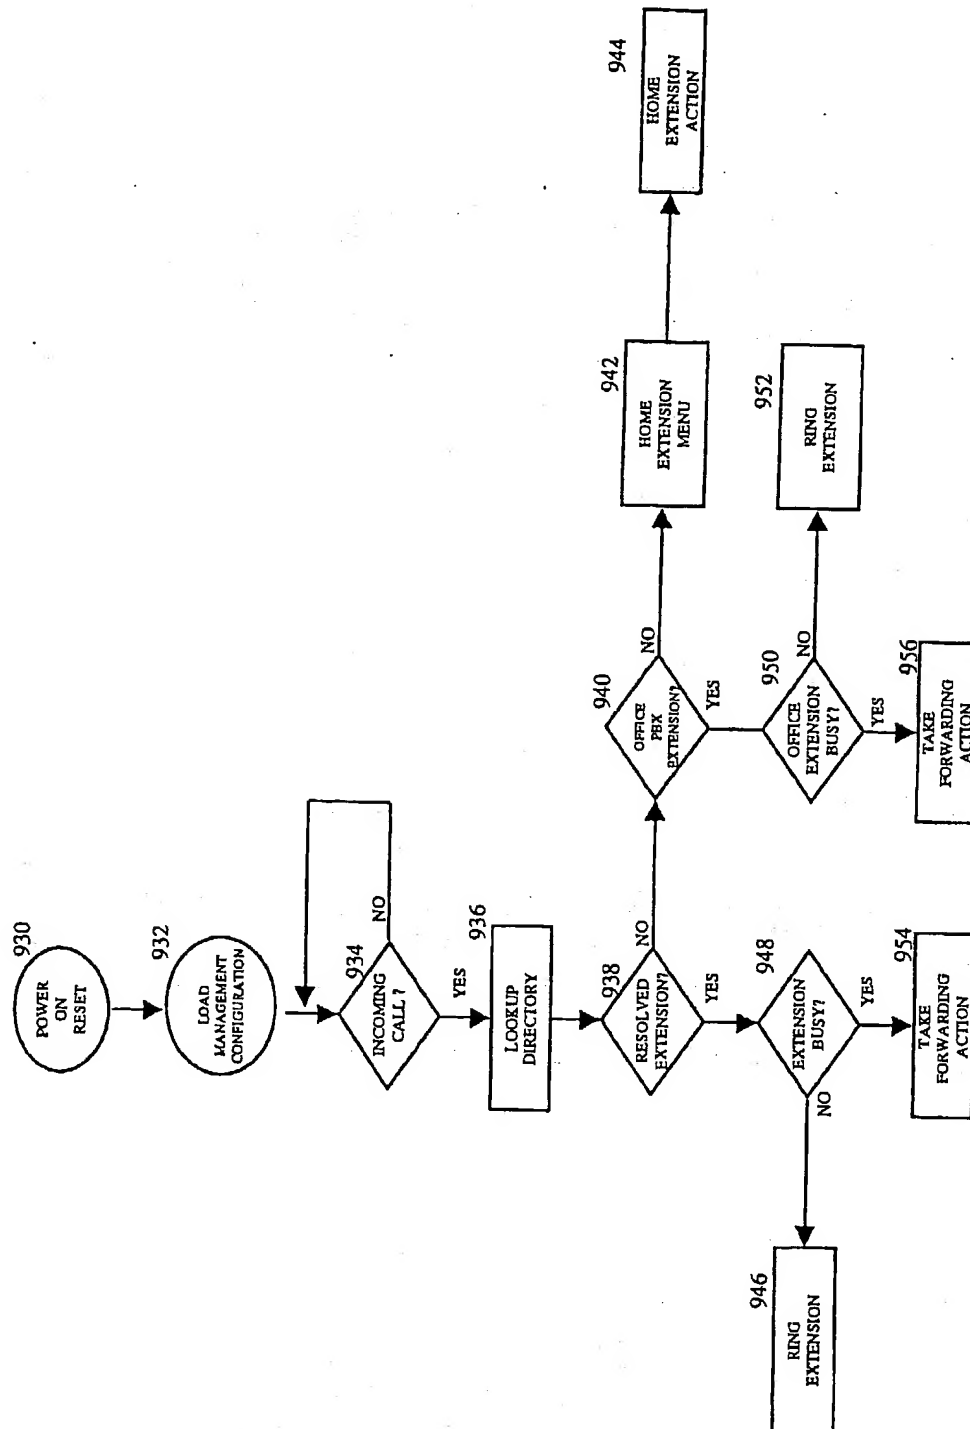 930
POWER
ON
RESET
932
LOAD
MANAGEMENT
CONFIGURATION
934
INCOMING
CALL ?
NO
YES
936
LOOKUP
DIRECTORY
938
RESOLVED
EXTENSION?
NO
YES
940
OFFICE
PBX
EXTENSION?
NO
YES
942
HOME
EXTENSION
MENU
944
HOME
EXTENSION
ACTION
948
EXTENSION
BUSY?
NO
YES
946
RING
EXTENSION
954
TAKE
FORWARDING
ACTION
950
OFFICE
EXTENSION
BUSY?
NO
YES
952
RING
EXTENSION
956
TAKE
FORWARDING
ACTION